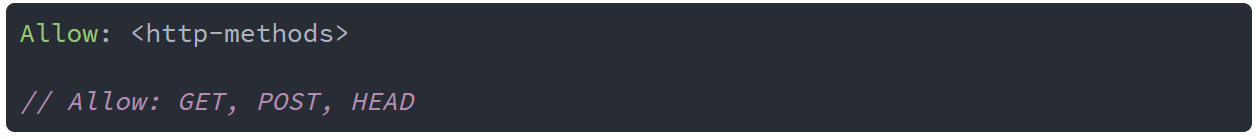 Allow: <http-methods>
// Allow: GET, POST, HEAD